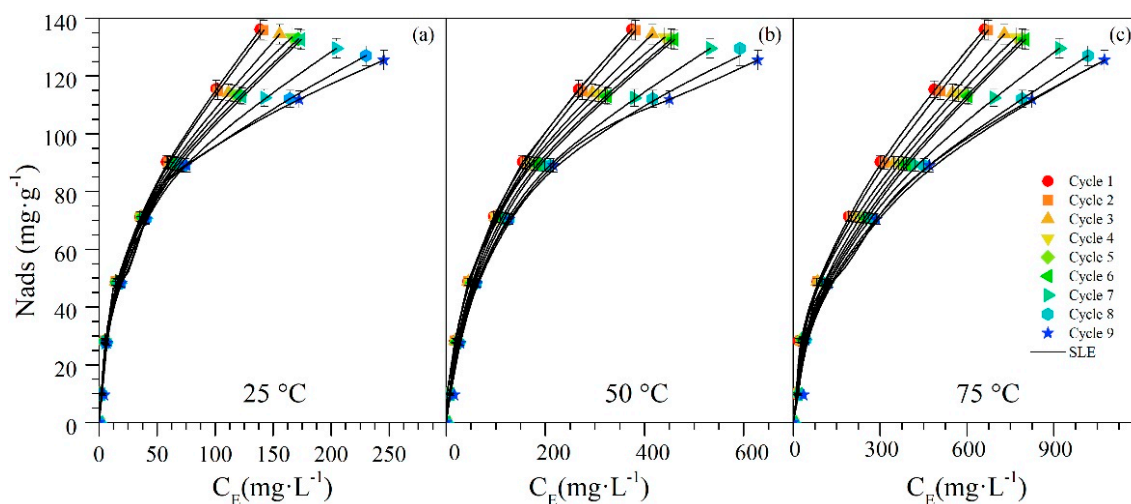 (a)
(b)
(c)
Nads (mg·g⁻¹)
140
120
100
80
60
40
20
0
Cycle 1
Cycle 2
Cycle 3
Cycle 4
Cycle 5
Cycle 6
Cycle 7
Cycle 8
Cycle 9
SLE
25 °C
50 °C
75 °C
0 50 100 150 200 250
0 200 400 600
0 300 600 900
C_E(mg·L⁻¹)
C_E(mg·L⁻¹)
C_E(mg·L⁻¹)